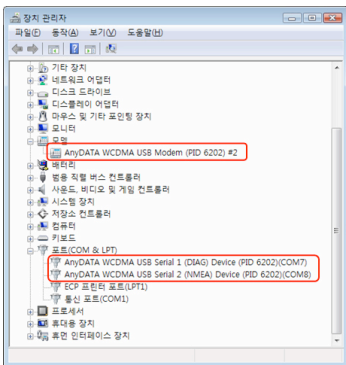 장치 관리자
파일(F) 동작(A) 보기(V) 도움말(H)
기타 장치
네트워크 어댑터
디스크 드라이브
디스플레이 어댑터
마우스 및 기타 포인팅 장치
모니터
모뎀
AnyDATA WCDMA USB Modem (PID 6202) #2
배터리
범용 직렬 버스 컨트롤러
사운드, 비디오 및 게임 컨트롤러
시스템 장치
저장소 컨트롤러
컴퓨터
키보드
포트(COM & LPT)
AnyDATA WCDMA USB Serial 1 (DIAG) Device (PID 6202)(COM7)
AnyDATA WCDMA USB Serial 2 (NMEA) Device (PID 6202)(COM8)
ECP 프린터 포트(LPT1)
통신 포트(COM1)
프로세서
휴대용 장치
휴먼 인터페이스 장치